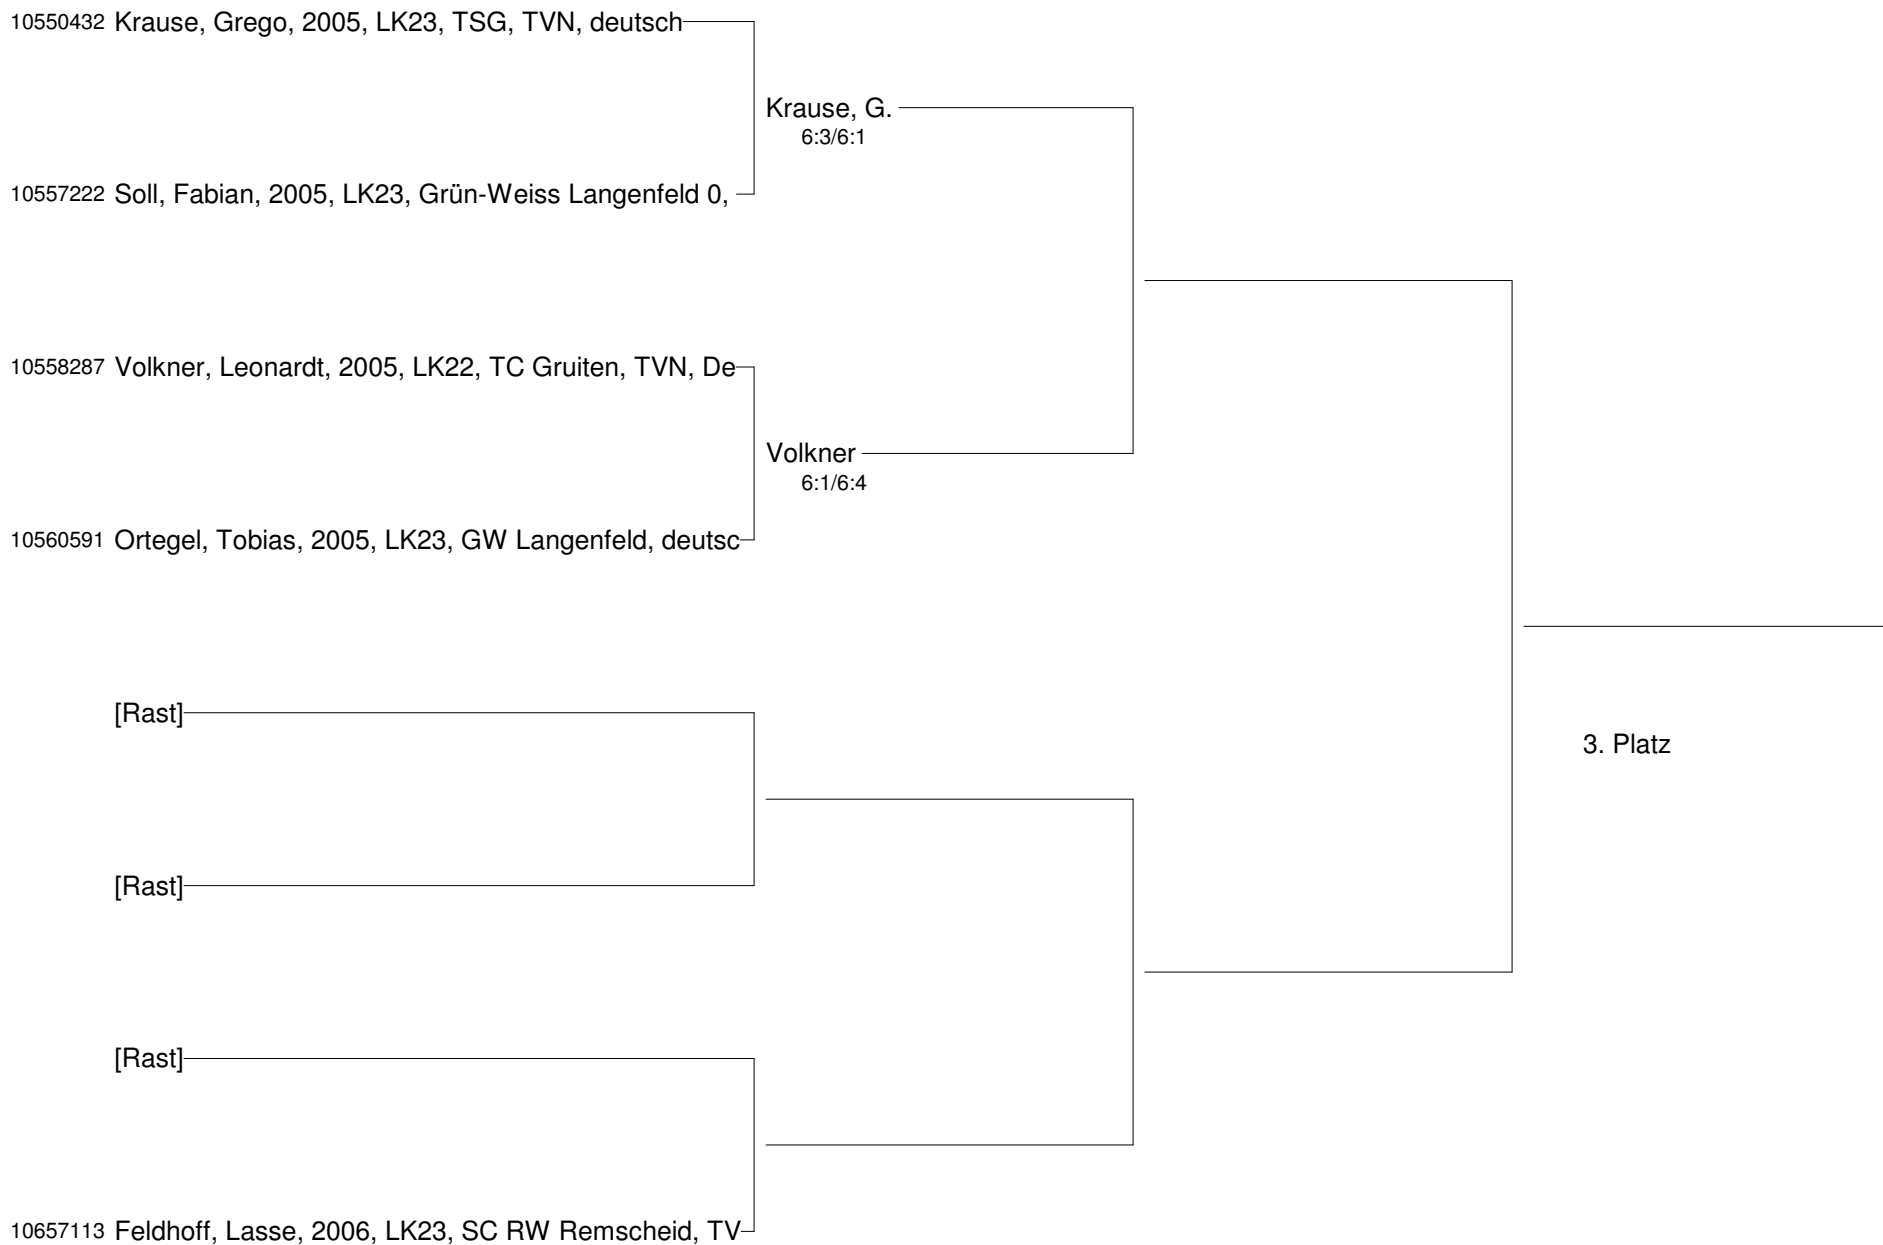 10550432 Krause, Grego, 2005, LK23, TSG, TVN, deutsch
Krause, G.
6:3/6:1
10557222 Soll, Fabian, 2005, LK23, Grün-Weiss Langenfeld 0,
10558287 Volkner, Leonardt, 2005, LK22, TC Gruiten, TVN, De
Volkner
6:1/6:4
10560591 Ortegel, Tobias, 2005, LK23, GW Langenfeld, deutsc
[Rast]
3. Platz
[Rast]
[Rast]
10657113 Feldhoff, Lasse, 2006, LK23, SC RW Remscheid, TV